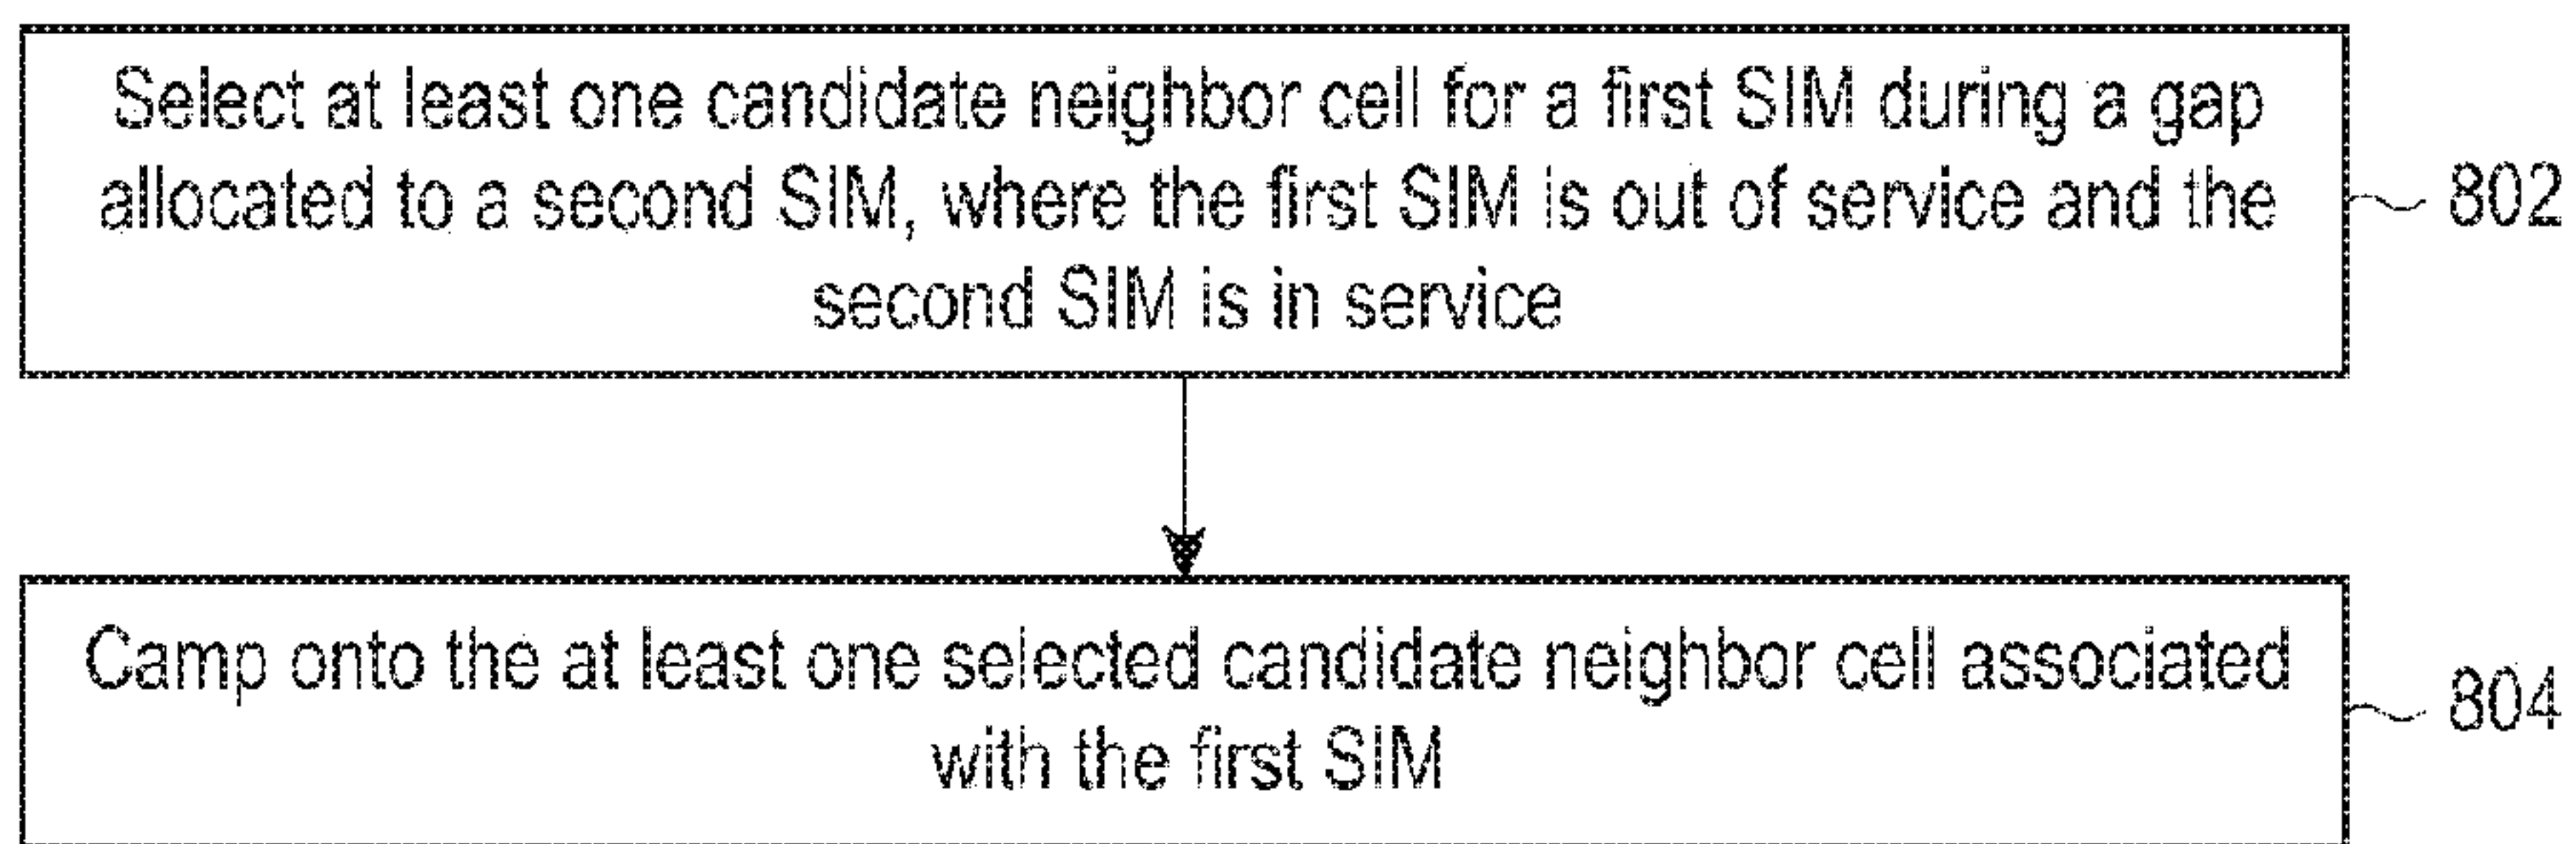 Select at least one candidate neighbor cell for a first SIM during a gap
allocated to a second SIM, where the first SIM is out of service and the
second SIM is in service
802
Camp onto the at least one selected candidate neighbor cell associated
with the first SIM
804